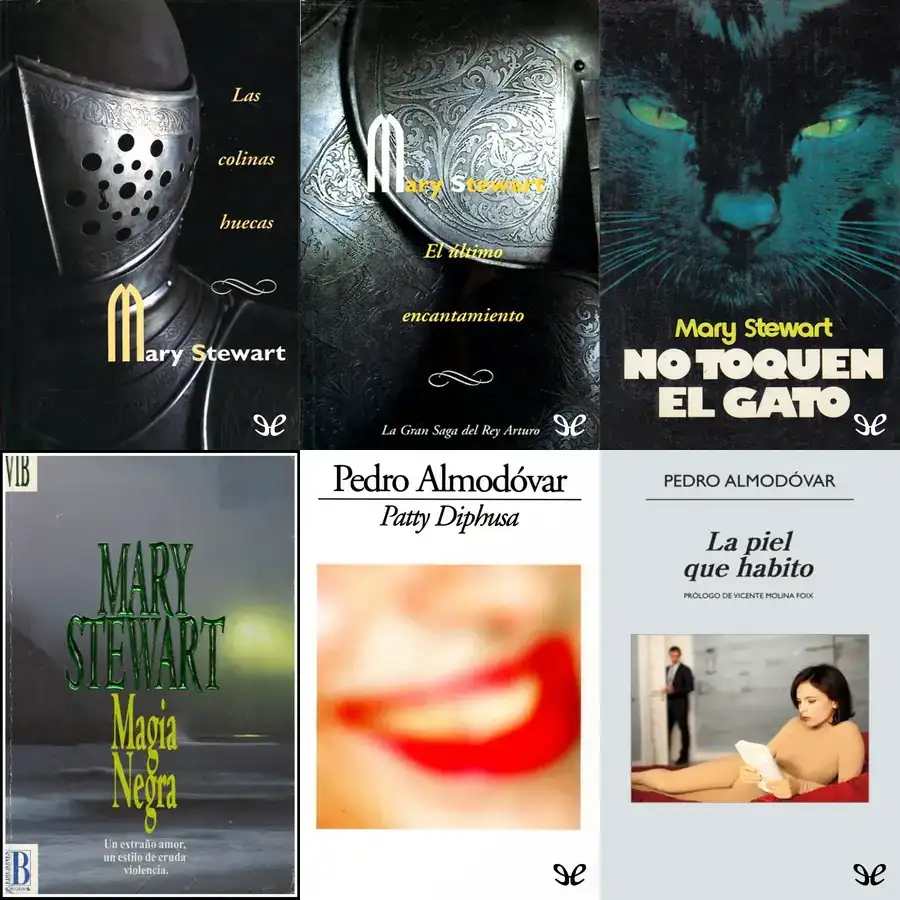 Las
colinas
huecas
Mary Stewart
Mary Stewart
El último
encantamiento
La Gran Saga del Rey Arturo
Mary Stewart
NO TOQUEN
EL GATO
VIB
MARY
STEWART
Magia
Negra
Un extraño amor,
un estilo de cruda
violencia.
B
Pedro Almodóvar
Patty Diphusa
PEDRO ALMODÓVAR
La piel
que habito
PRÓLOGO DE VICENTE MOLINA FOIX